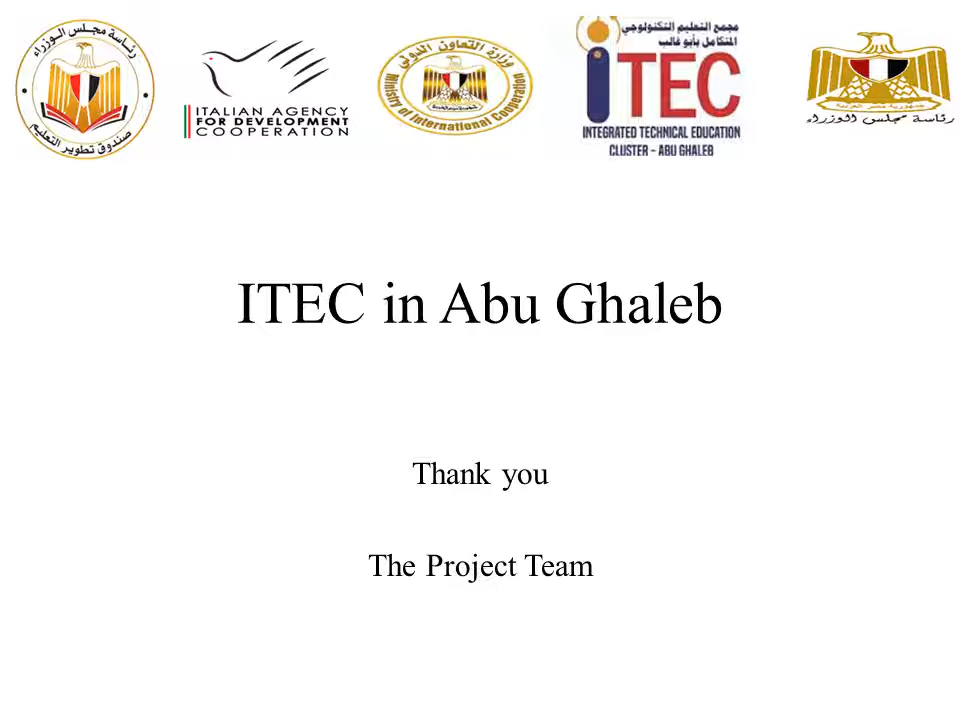 رئاسة مجلس الوزراء
صندوق تطوير التعليم
ITALIAN AGENCY
FOR DEVELOPMENT
COOPERATION
وزارة التعاون الدولي
Ministry of International Cooperation
مجمع التعليم التكنولوجي
المتكامل بأبو غالب
iTEC
INTEGRATED TECHNICAL EDUCATION
CLUSTER – ABU GHALEB
رئاسة مجلس الوزراء
ITEC in Abu Ghaleb
Thank you
The Project Team